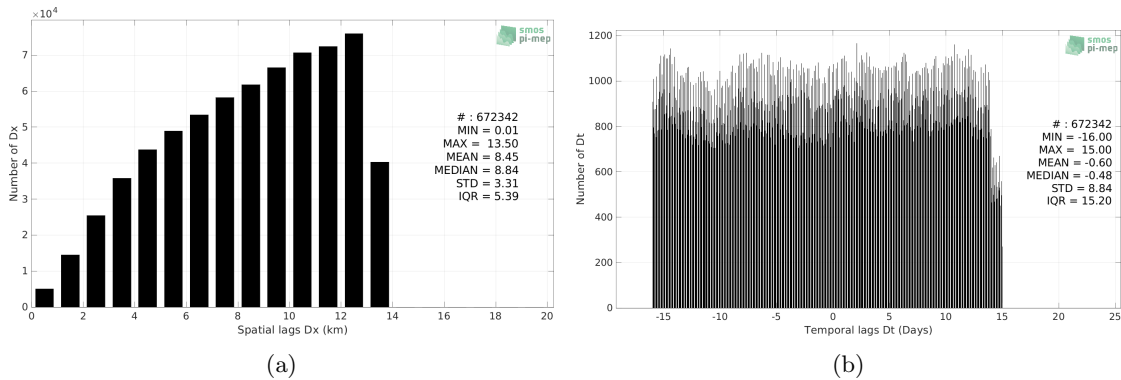 ×10⁴
7
6
5
4
3
2
1
0
Number of Dx
0 2 4 6 8 10 12 14 16 18 20
Spatial lags Dx (km)
smos
pi-mep
# : 672342
MIN = 0.01
MAX = 13.50
MEAN = 8.45
MEDIAN = 8.84
STD = 3.31
IQR = 5.39
(a)
1200
1000
800
600
400
200
0
Number of Dt
-15 -10 -5 0 5 10 15 20 25
Temporal lags Dt (Days)
smos
pi-mep
# : 672342
MIN = -16.00
MAX = 15.00
MEAN = -0.60
MEDIAN = -0.48
STD = 8.84
IQR = 15.20
(b)